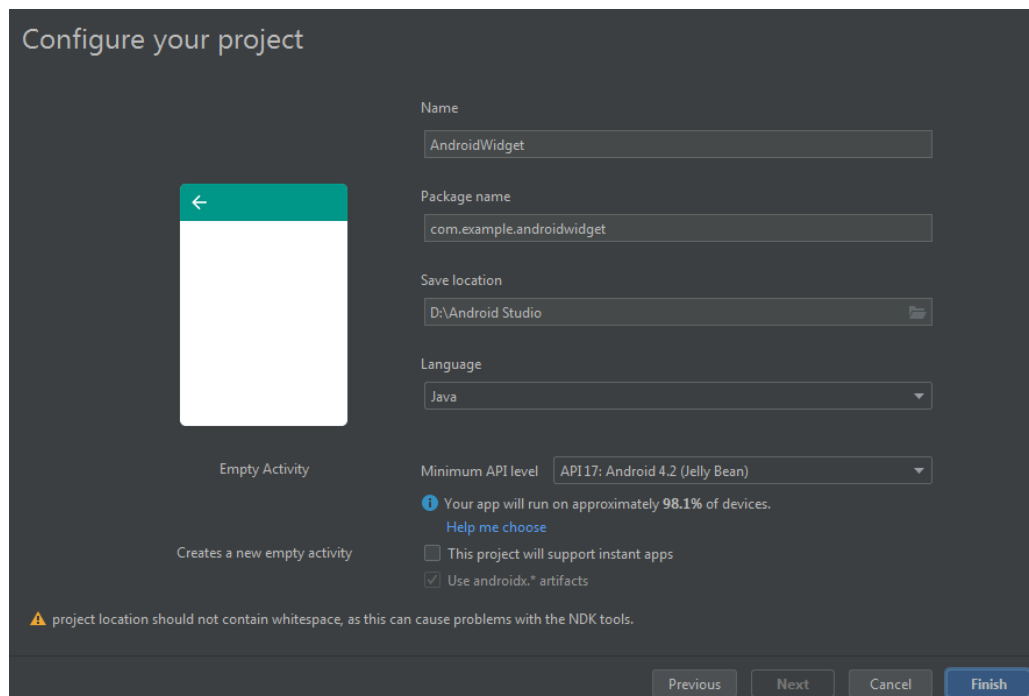 Configure your project
Name
AndroidWidget
Package name
com.example.androidwidget
Save location
D:\Android Studio
Language
Java
Empty Activity
Minimum API level
API 17: Android 4.2 (Jelly Bean)
Your app will run on approximately 98.1% of devices.
Help me choose
Creates a new empty activity
This project will support instant apps
Use androidx.* artifacts
project location should not contain whitespace, as this can cause problems with the NDK tools.
Previous
Next
Cancel
Finish